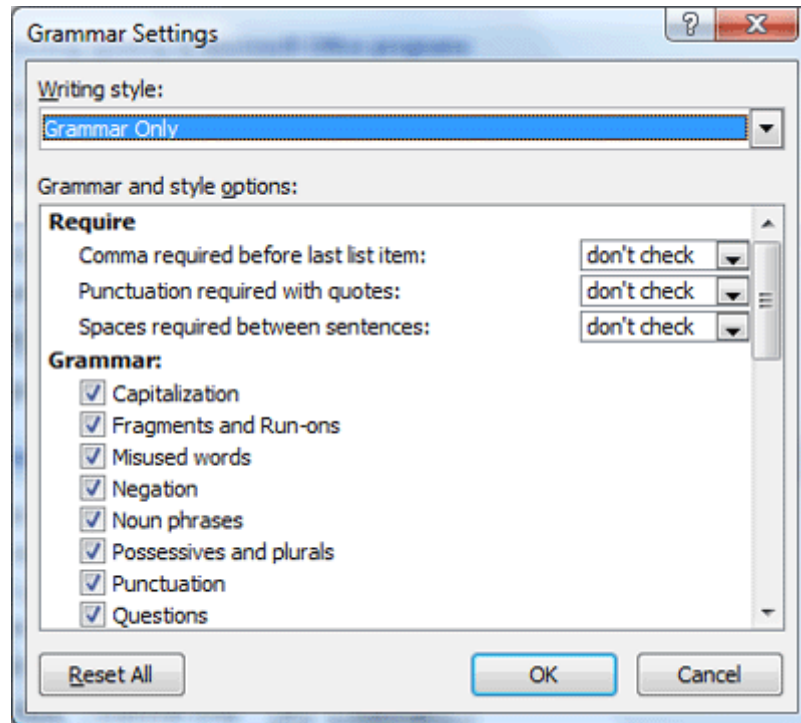 Grammar Settings
?
Writing style:
Grammar Only
Grammar and style options:
Require
Comma required before last list item: don't check
Punctuation required with quotes: don't check
Spaces required between sentences: don't check
Grammar:
Capitalization
Fragments and Run-ons
Misused words
Negation
Noun phrases
Possessives and plurals
Punctuation
Questions
Reset All OK Cancel